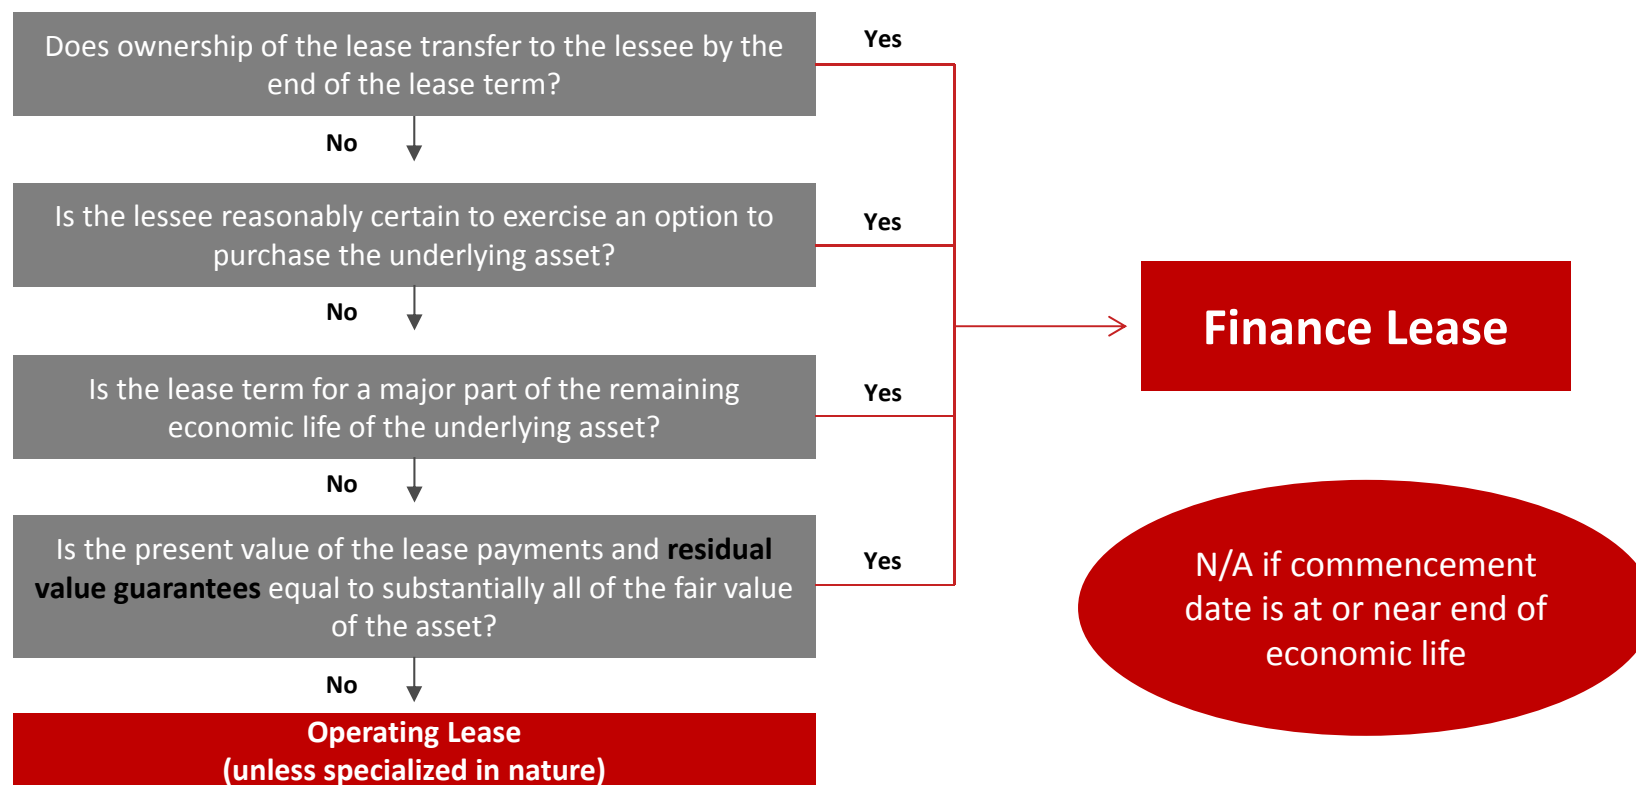 Does ownership of the lease transfer to the lessee by the
end of the lease term?
Yes
No
Is the lessee reasonably certain to exercise an option to
purchase the underlying asset?
Yes
No
Finance Lease
Is the lease term for a major part of the remaining
economic life of the underlying asset?
Yes
No
Is the present value of the lease payments and residual
value guarantees equal to substantially all of the fair value
of the asset?
Yes
N/A if commencement
date is at or near end of
economic life
No
Operating Lease
(unless specialized in nature)